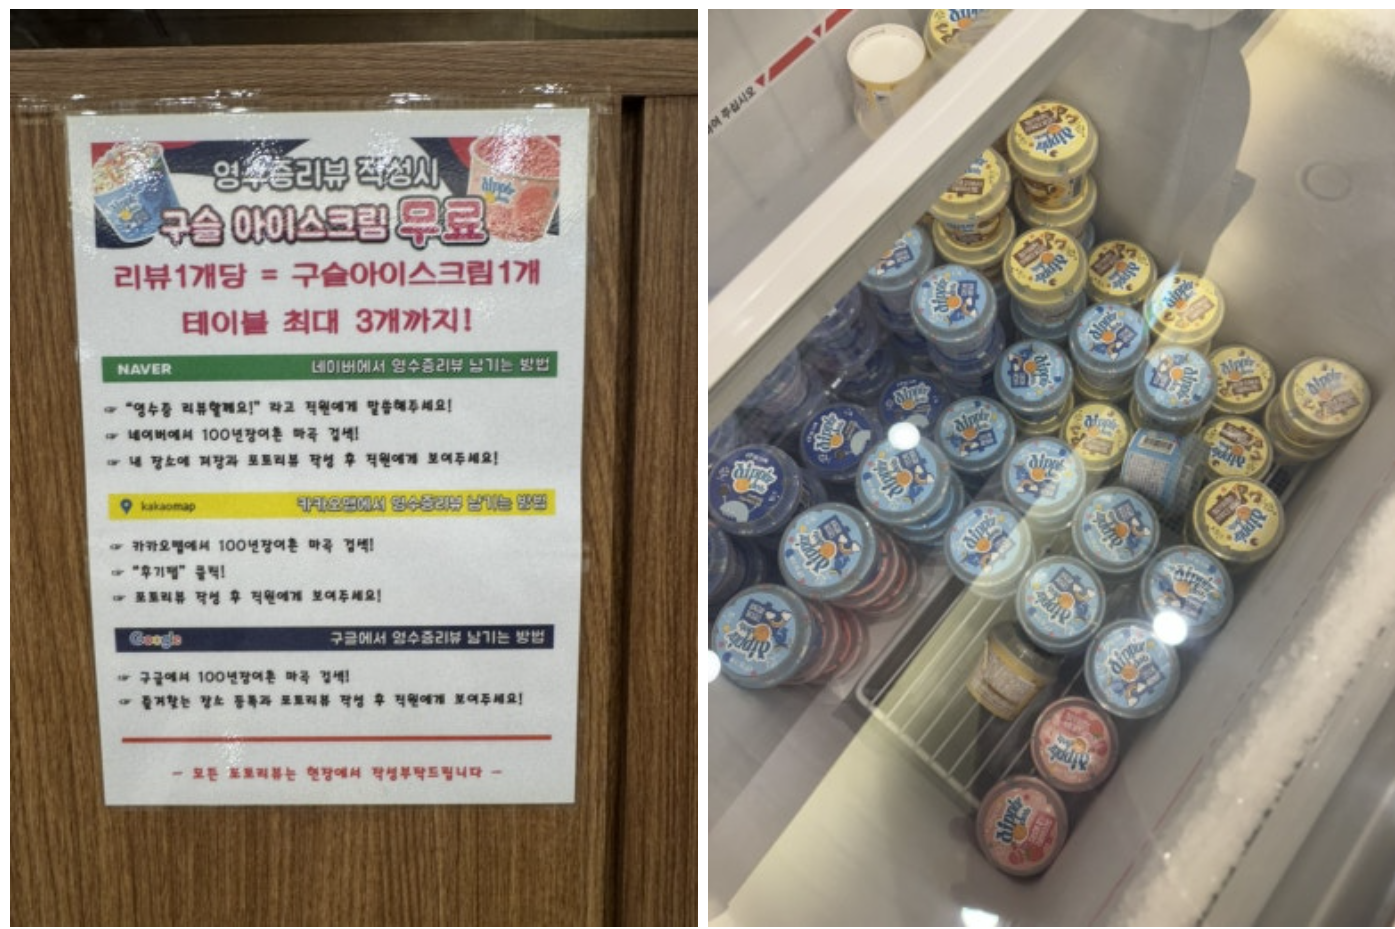 영수증리뷰 작성시
구슬 아이스크림 무료
리뷰1개당 = 구슬아이스크림1개
테이블 최대 3개까지!
NAVER 네이버에서 영수증리뷰 남기는 방법
☞ "영수증 리뷰할께요!" 라고 직원에게 말씀해주세요!
☞ 네이버에서 100년장어촌 마곡 검색!
☞ 내 장소에 저장과 포토리뷰 작성 후 직원에게 보여주세요!
kakaomap 카카오맵에서 영수증리뷰 남기는 방법
☞ 카카오맵에서 100년장어촌 마곡 검색!
☞ "후기탭" 클릭!
☞ 포토리뷰 작성 후 직원에게 보여주세요!
Google 구글에서 영수증리뷰 남기는 방법
☞ 구글에서 100년장어촌 마곡 검색!
☞ 즐겨찾는 장소 등록과 포토리뷰 작성 후 직원에게 보여주세요!
- 모든 포토리뷰는 현장에서 작성부탁드립니다 -
주십시오
dippin
dots